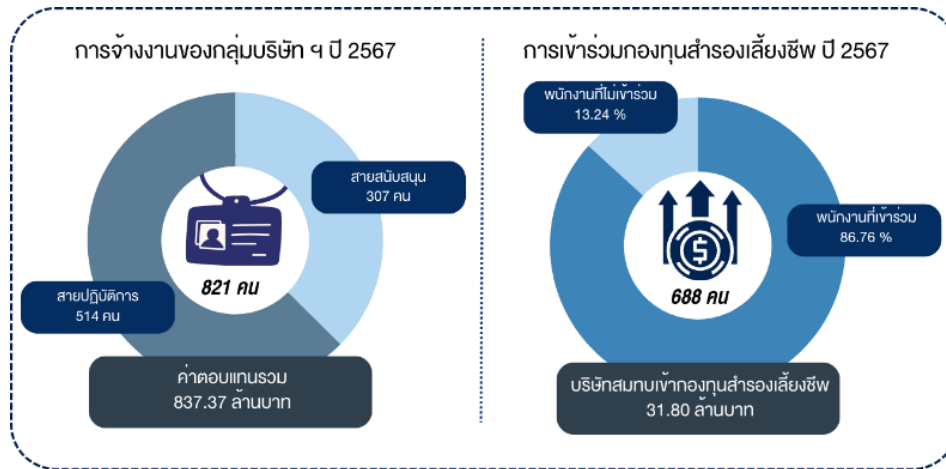 การจ้างงานของกลุ่มบริษัท ฯ ปี 2567
สายสนับสนุน
307 คน
821 คน
สายปฏิบัติการ
514 คน
ค่าตอบแทนรวม
837.37 ล้านบาท
การเข้าร่วมกองทุนสำรองเลี้ยงชีพ ปี 2567
พนักงานที่ไม่เข้าร่วม
13.24 %
พนักงานที่เข้าร่วม
86.76 %
688 คน
บริษัทสมทบเข้ากองทุนสำรองเลี้ยงชีพ
31.80 ล้านบาท